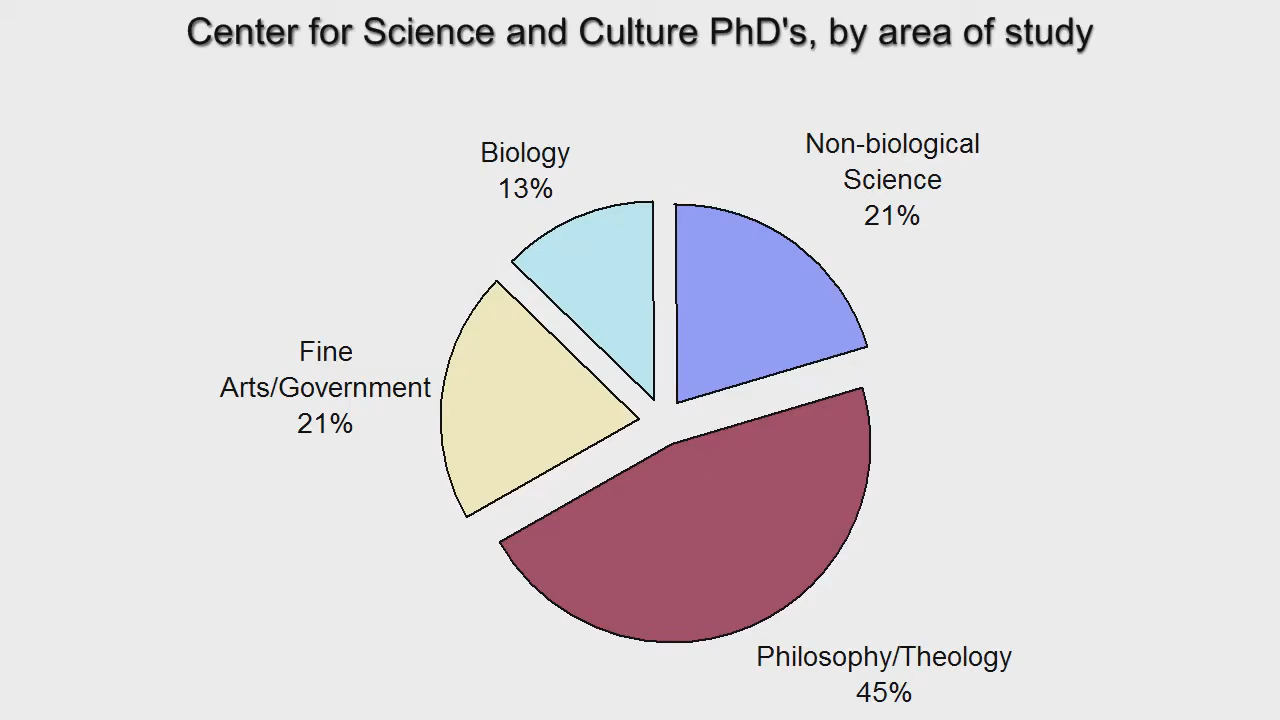 Center for Science and Culture PhD's, by area of study
Biology
13%
Non-biological
Science
21%
Fine
Arts/Government
21%
Philosophy/Theology
45%